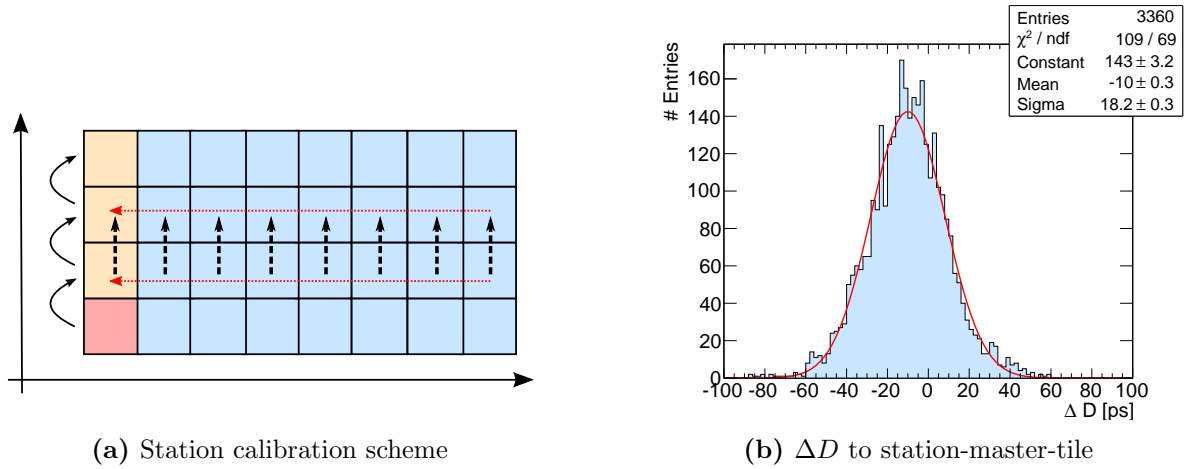 Entries 3360
χ² / ndf 109 / 69
Constant 143 ± 3.2
Mean -10 ± 0.3
Sigma 18.2 ± 0.3
# Entries
160
140
120
100
80
60
40
20
0
-100 -80 -60 -40 -20 0 20 40 60 80 100
Δ D [ps]
(a) Station calibration scheme
(b) ΔD to station-master-tile